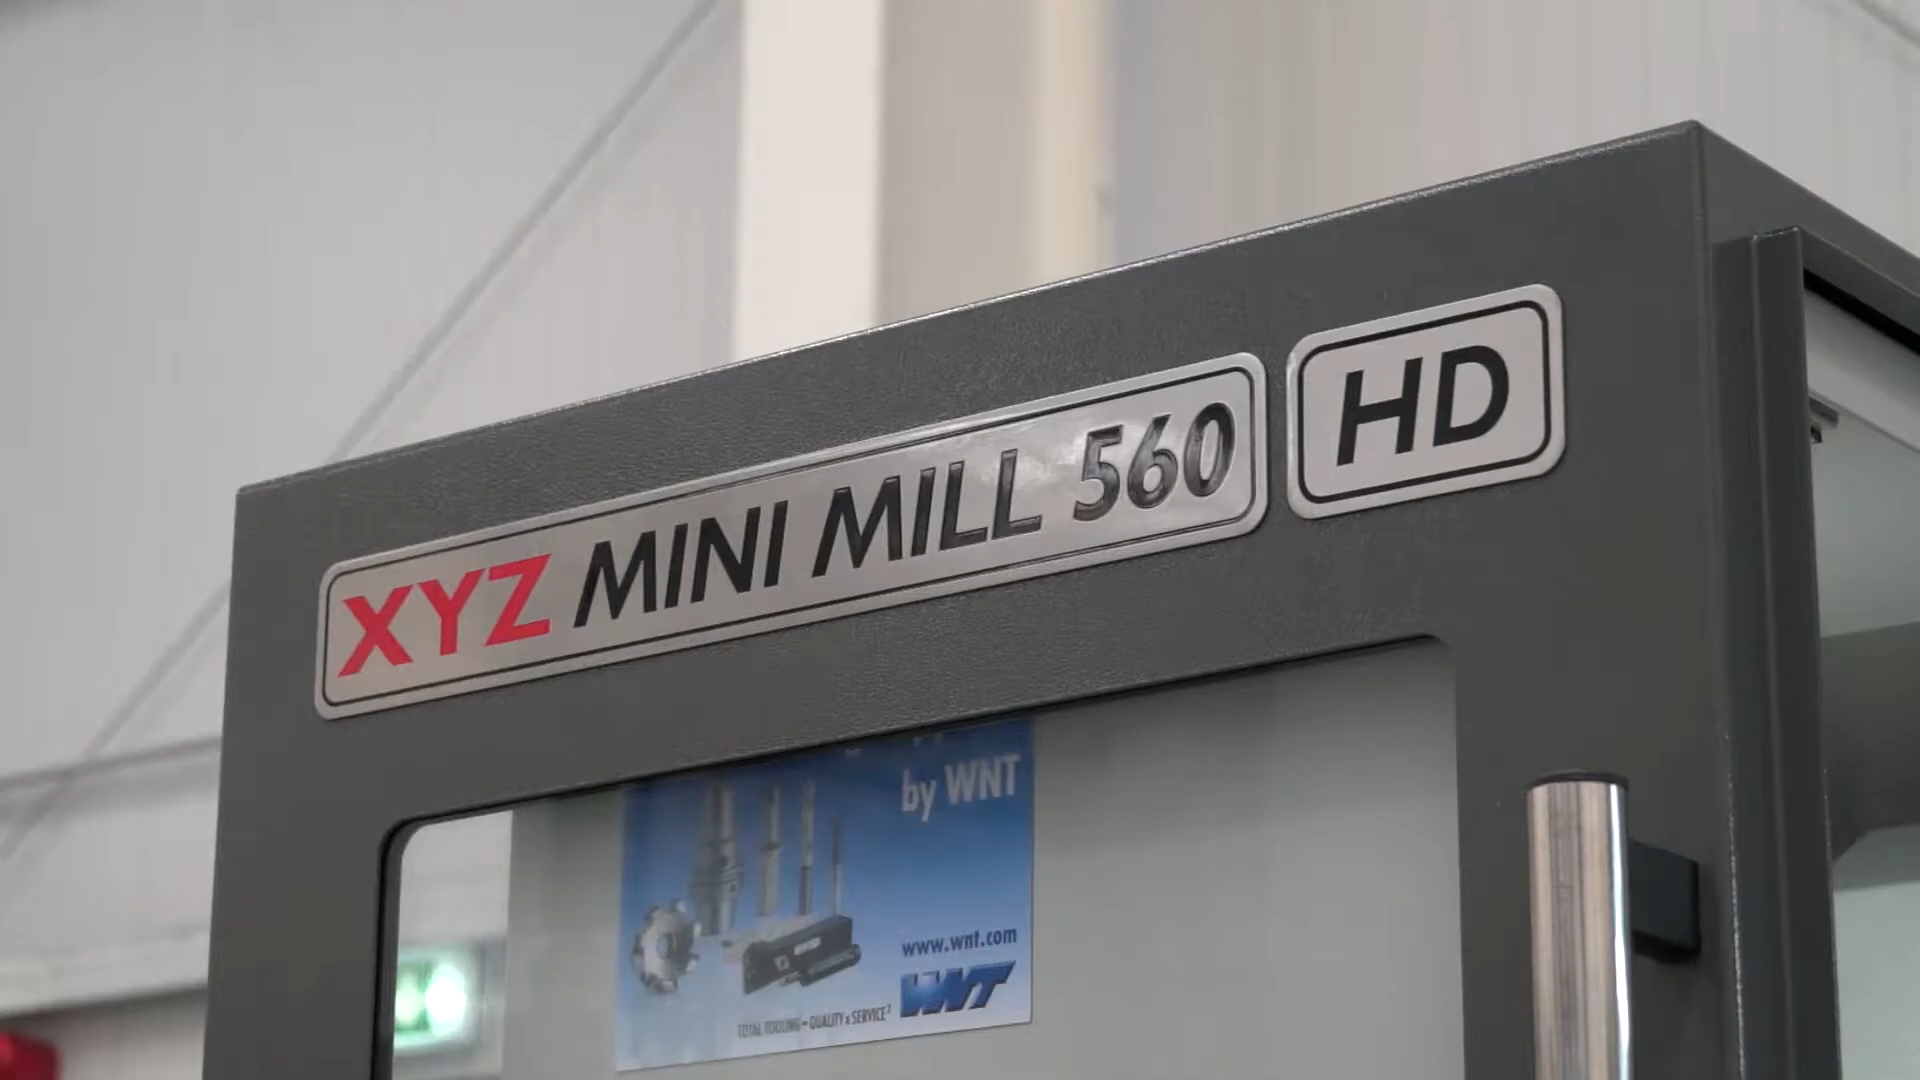 XYZ MINI MILL 560
HD
by WNT
www.wnt.com
WNT
TOTAL TOOLING=QUALITY x SERVICE²